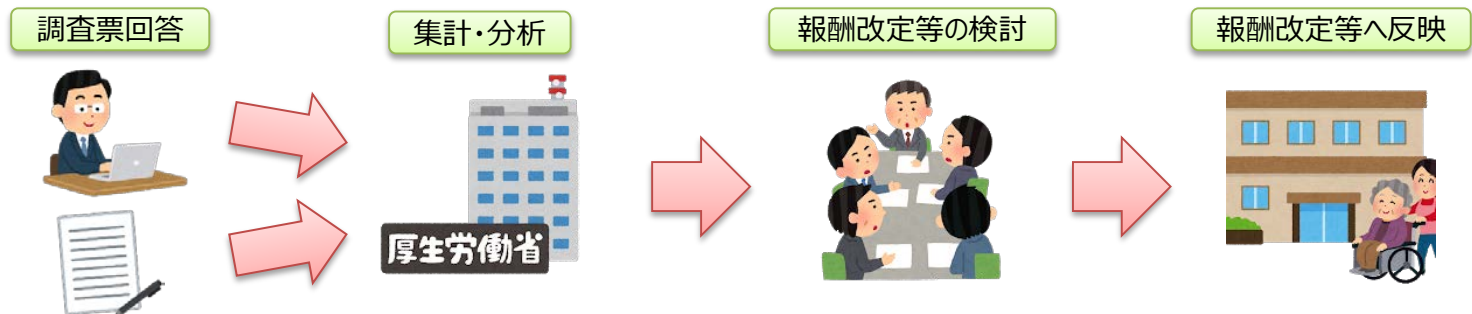 調査票回答
集計・分析
報酬改定等の検討
報酬改定等へ反映
厚生労働省